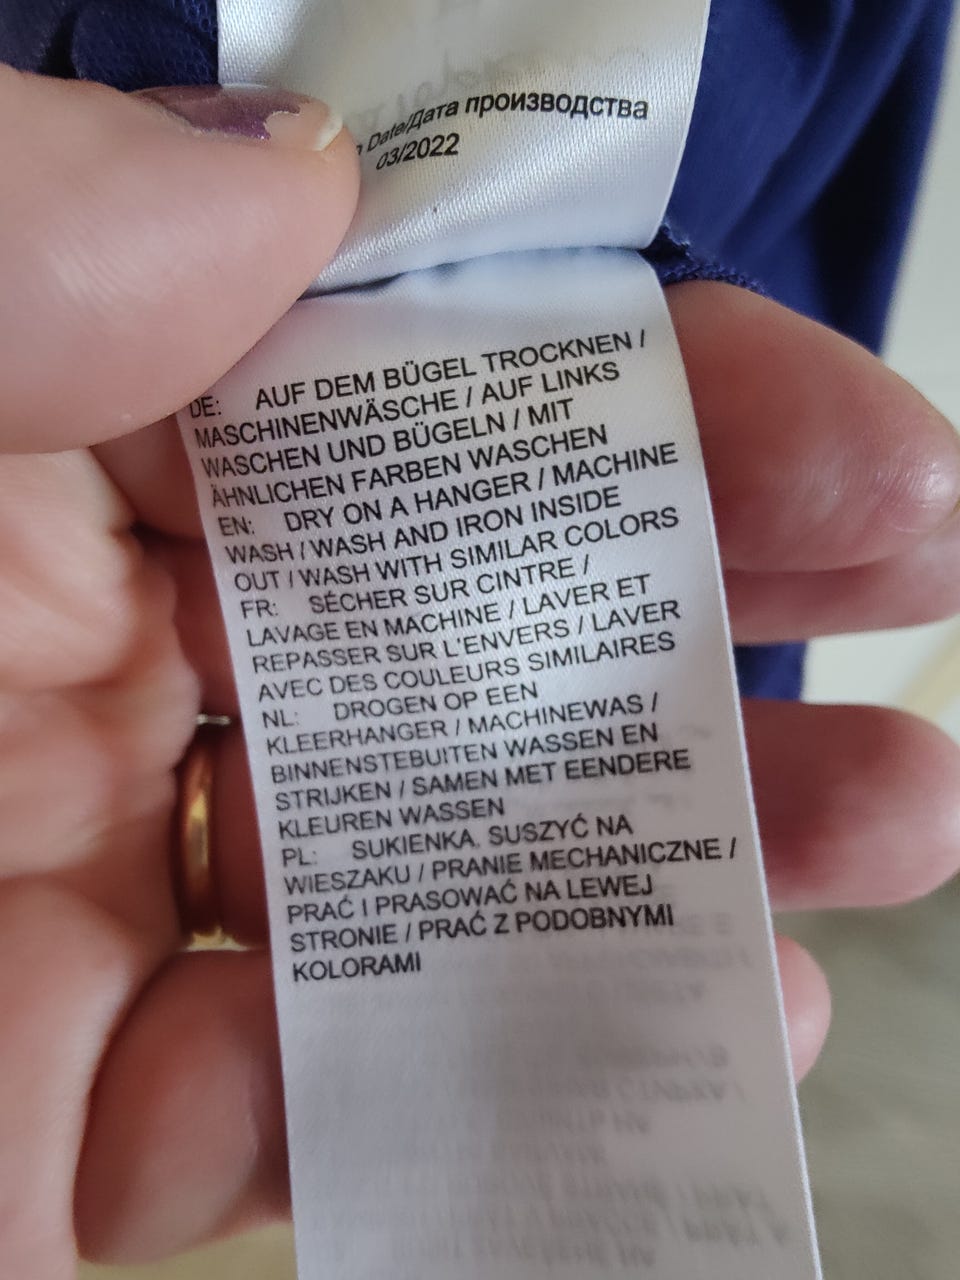 Date/Дата производства
03/2022
DE: AUF DEM BÜGEL TROCKNEN /
MASCHINENWÄSCHE / AUF LINKS
WASCHEN UND BÜGELN / MIT
ÄHNLICHEN FARBEN WASCHEN
EN: DRY ON A HANGER / MACHINE
WASH / WASH AND IRON INSIDE
OUT / WASH WITH SIMILAR COLORS
FR: SÉCHER SUR CINTRE /
LAVAGE EN MACHINE / LAVER ET
REPASSER SUR L'ENVERS / LAVER
AVEC DES COULEURS SIMILAIRES
NL: DROGEN OP EEN
KLEERHANGER / MACHINEWAS /
BINNENSTEBUITEN WASSEN EN
STRIJKEN / SAMEN MET EENDERE
KLEUREN WASSEN
PL: SUKIENKA. SUSZYĆ NA
WIESZAKU / PRANIE MECHANICZNE /
PRAĆ I PRASOWAĆ NA LEWEJ
STRONIE / PRAĆ Z PODOBNYMI
KOLORAMI